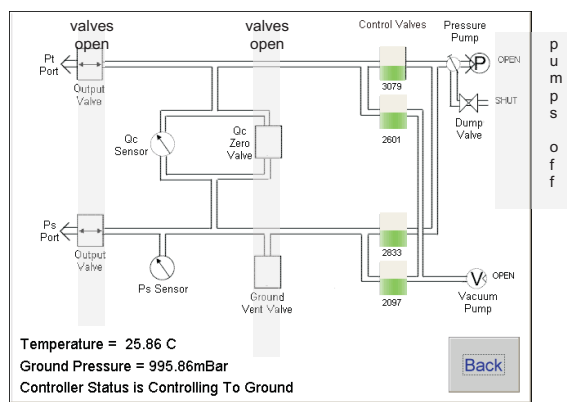 valves
open
valves
open
Control Valves
Pressure
Pump
Pt
Port
P
OPEN
pumps off
Output
Valve
3079
SHUT
Dump
Valve
Qc
Sensor
Qc
Zero
Valve
2601
Ps
Port
Output
Valve
2833
Ps Sensor
Ground
Vent Valve
2097
V
OPEN
Vacuum
Pump
Temperature = 25.86 C
Ground Pressure = 995.86mBar
Controller Status is Controlling To Ground
Back